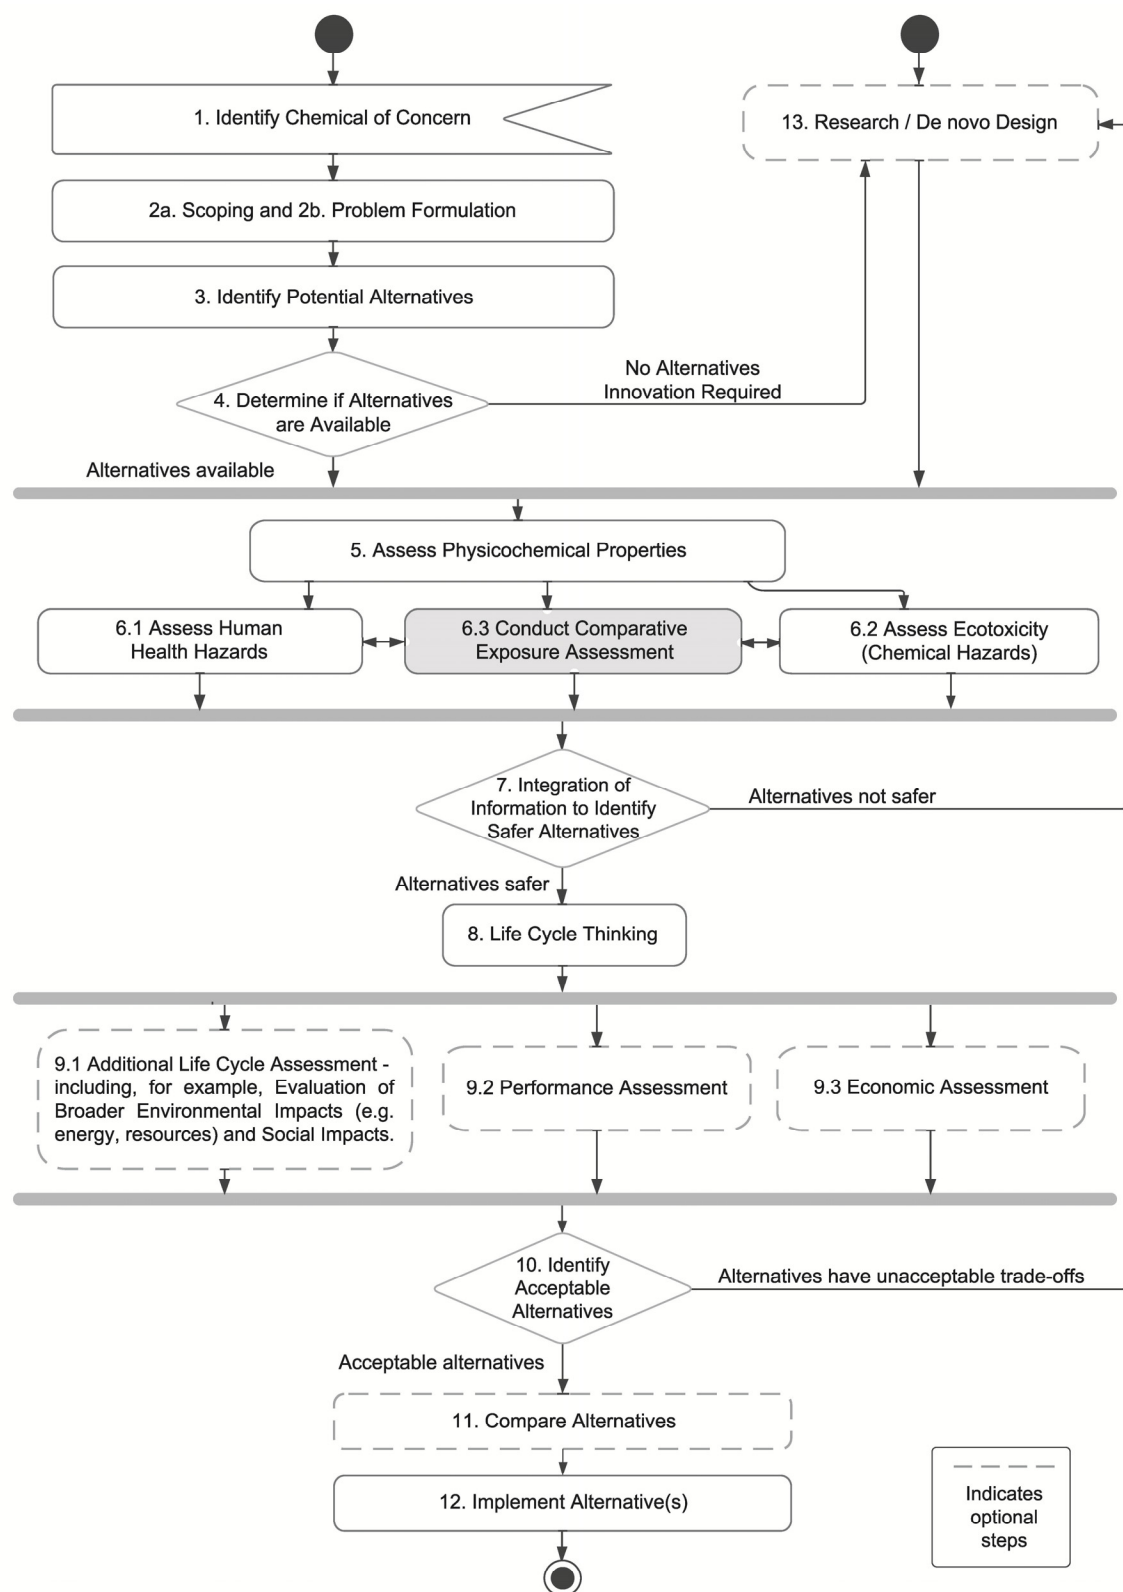 1. Identify Chemical of Concern
13. Research / De novo Design
2a. Scoping and 2b. Problem Formulation
3. Identify Potential Alternatives
No Alternatives
Innovation Required
4. Determine if Alternatives
are Available
Alternatives available
5. Assess Physicochemical Properties
6.1 Assess Human
Health Hazards
6.3 Conduct Comparative
Exposure Assessment
6.2 Assess Ecotoxicity
(Chemical Hazards)
7. Integration of
Information to Identify
Safer Alternatives
Alternatives not safer
Alternatives safer
8. Life Cycle Thinking
9.1 Additional Life Cycle Assessment -
including, for example, Evaluation of
Broader Environmental Impacts (e.g.
energy, resources) and Social Impacts.
9.2 Performance Assessment
9.3 Economic Assessment
10. Identify
Acceptable
Alternatives
Alternatives have unacceptable trade-offs
Acceptable alternatives
11. Compare Alternatives
12. Implement Alternative(s)
Indicates
optional
steps